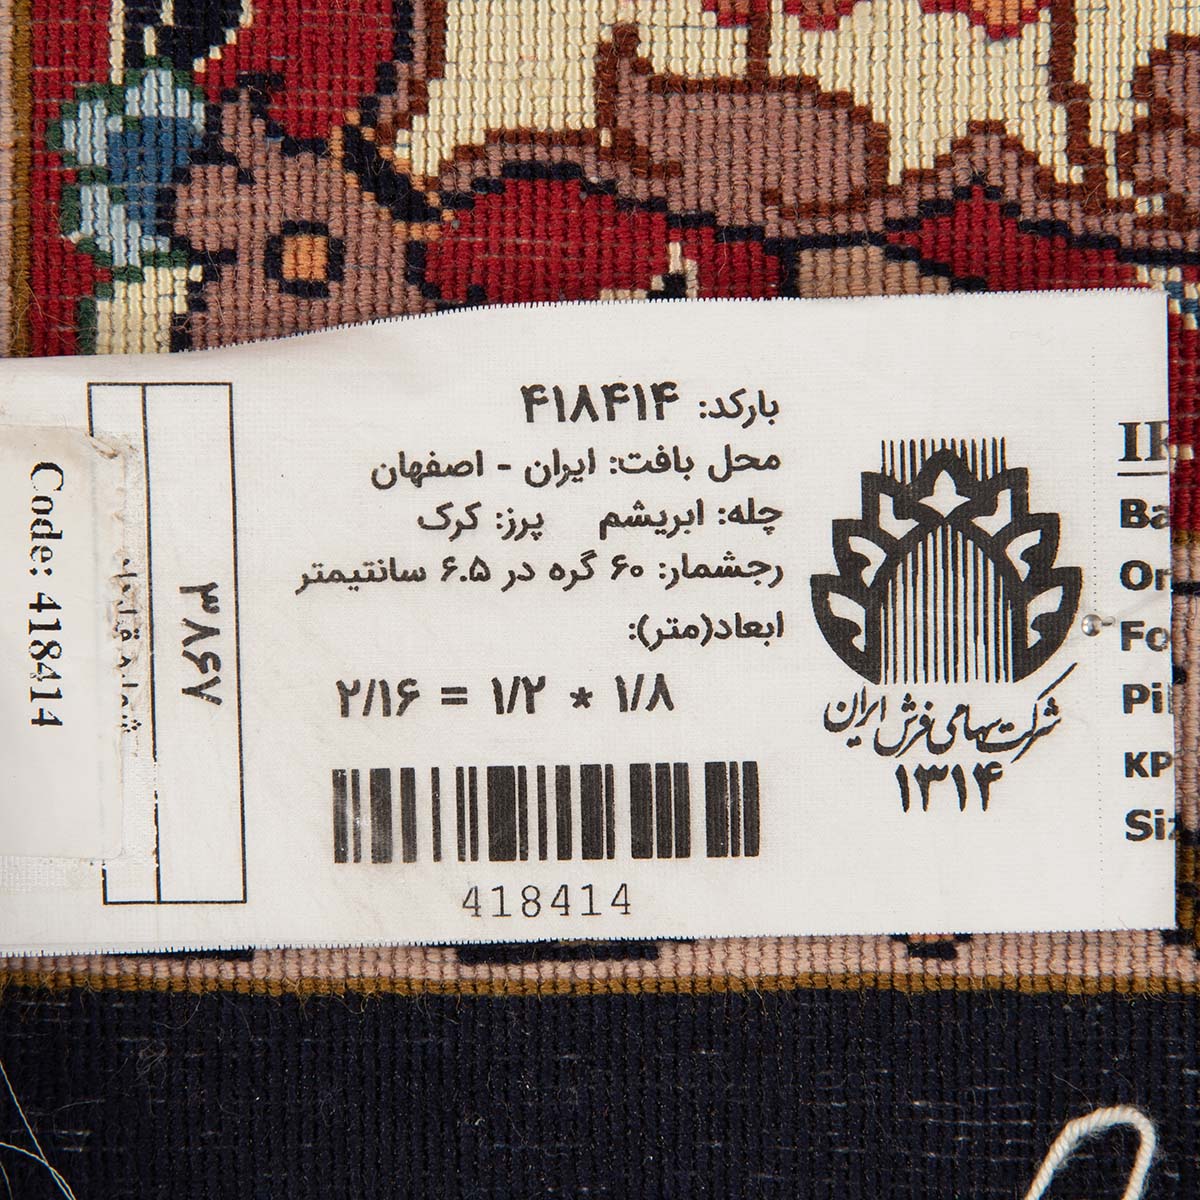 بارکد: ۴۱۸۴۱۴
محل بافت: ایران - اصفهان
چله: ابریشم پرز: کرک
رجشمار: ۶۰ گره در ۶.۵ سانتیمتر
ابعاد(متر):
۲/۱۶ = ۱/۲ * ۱/۸
418414
شرکت سهامی فرش ایران
۱۳۱۴
Ba
Or
Fo
Pi
KP
Siz
۳۸۶۷
Code: 418414